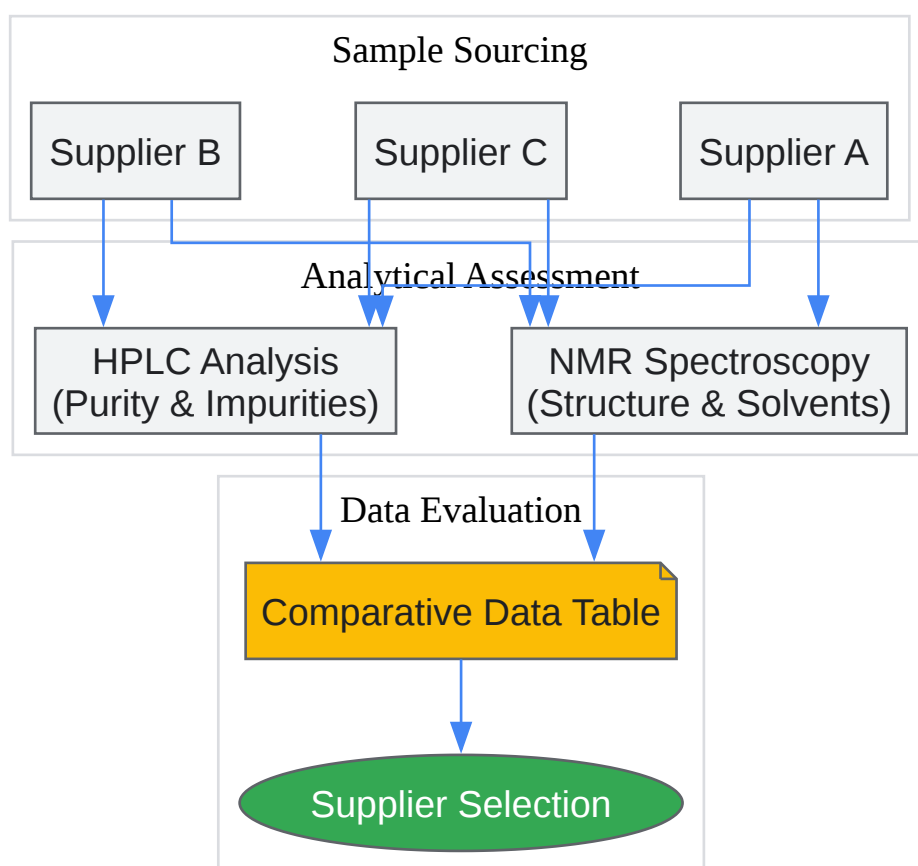 Sample Sourcing
Supplier B
Supplier C
Supplier A
Analytical Assessment
HPLC Analysis
(Purity & Impurities)
NMR Spectroscopy
(Structure & Solvents)
Data Evaluation
Comparative Data Table
Supplier Selection